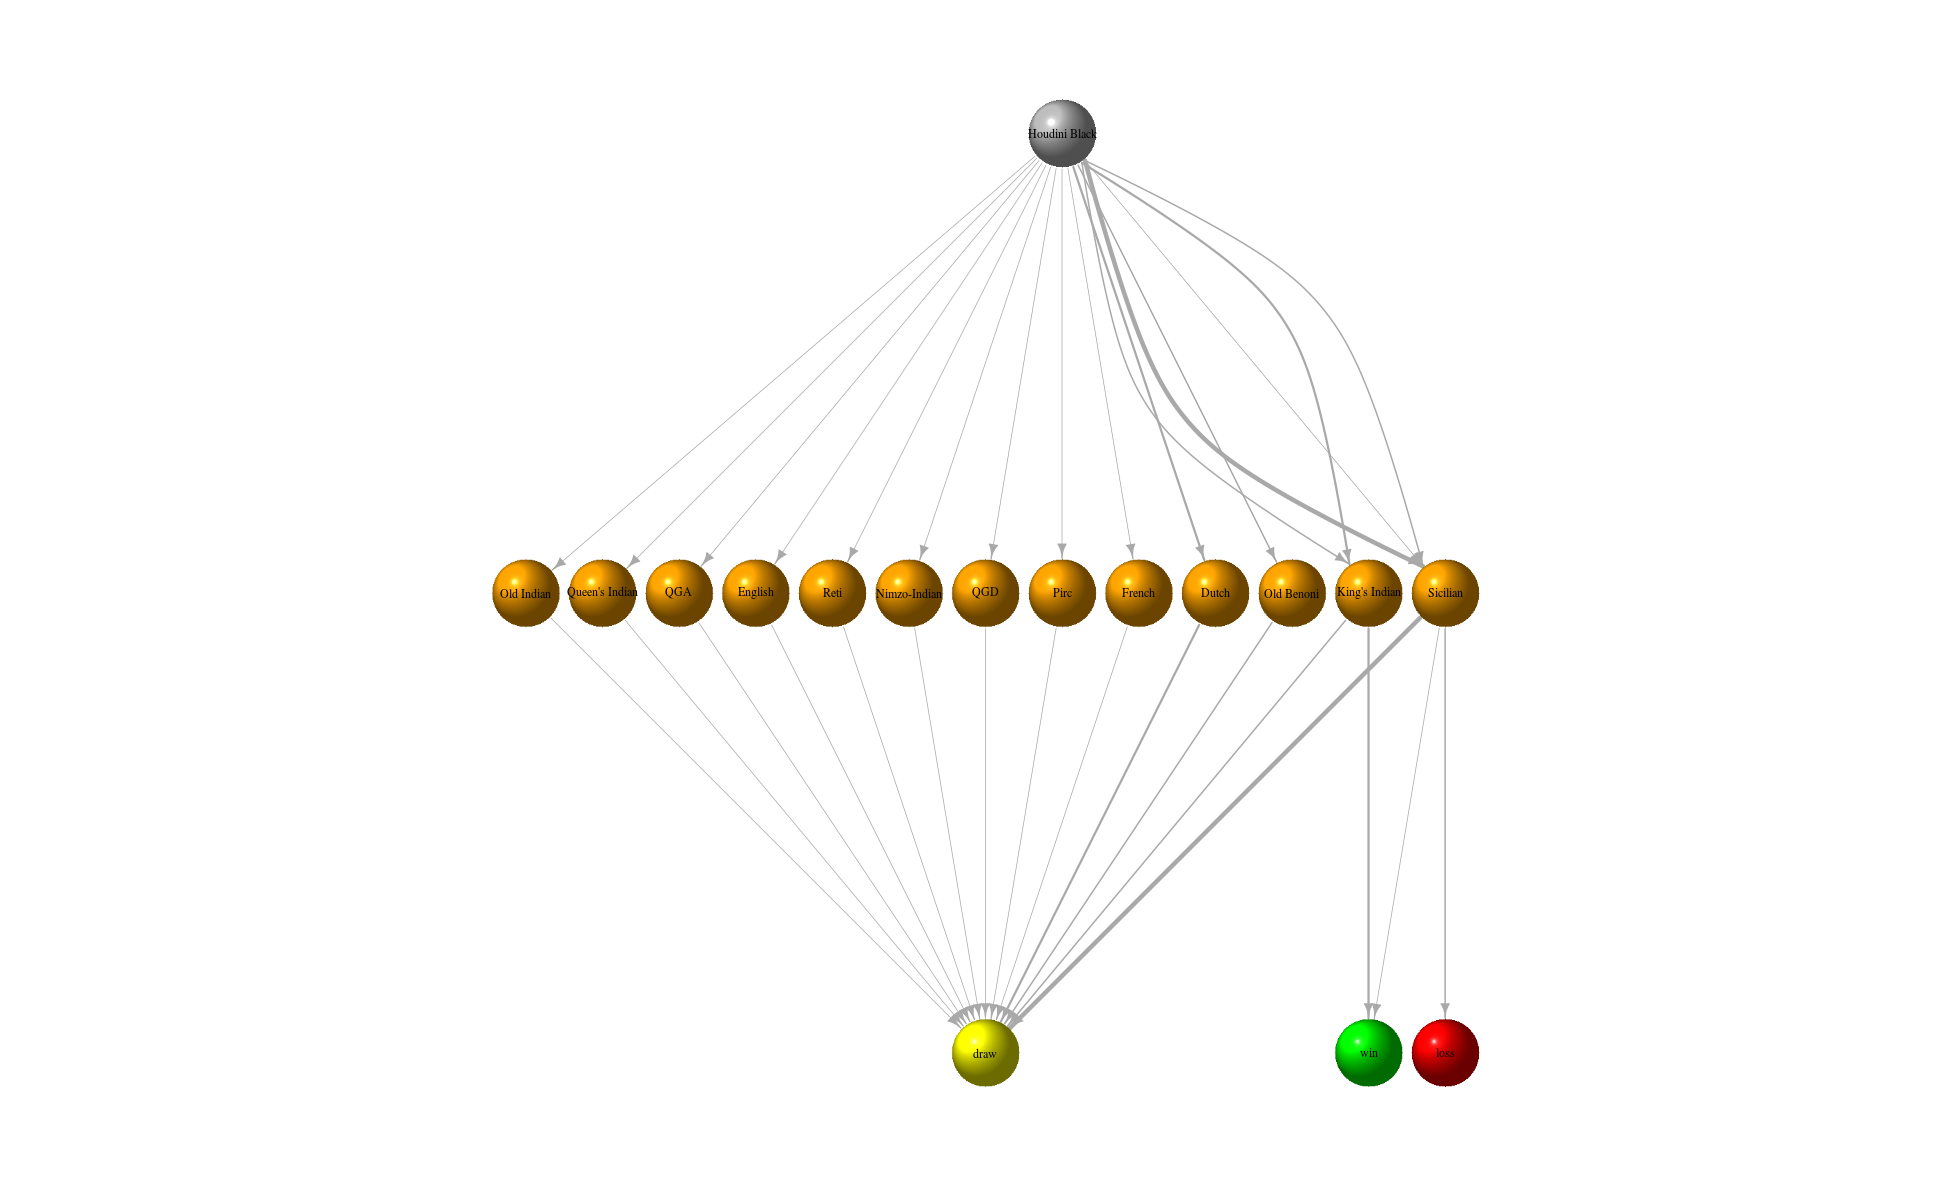 Houdini Black
Old Indian
Queen's Indian
QGA
English
Reti
Nimzo-Indian
QGD
Pirc
French
Dutch
Old Benoni
King's Indian
Sicilian
draw
win
loss